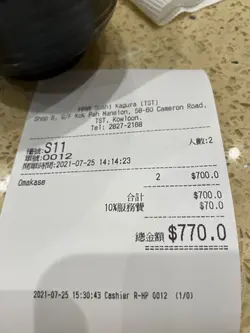 HANA Sushi Kagura (TST)
Shop B, G/F Kok Pah Mansion, 58-60 Cameron Road,
TST, Kowloon.
Tel: 2827-2188
檯號:S11 人數:2
單號:0012
開單時間:2021-07-25 14:14:23
Omakase 2 $700.0
合計 $700.0
10%服務費 $70.0
總金額 $770.0
2021-07-25 15:30:43 Cashier R-HP 0012 (1/0)